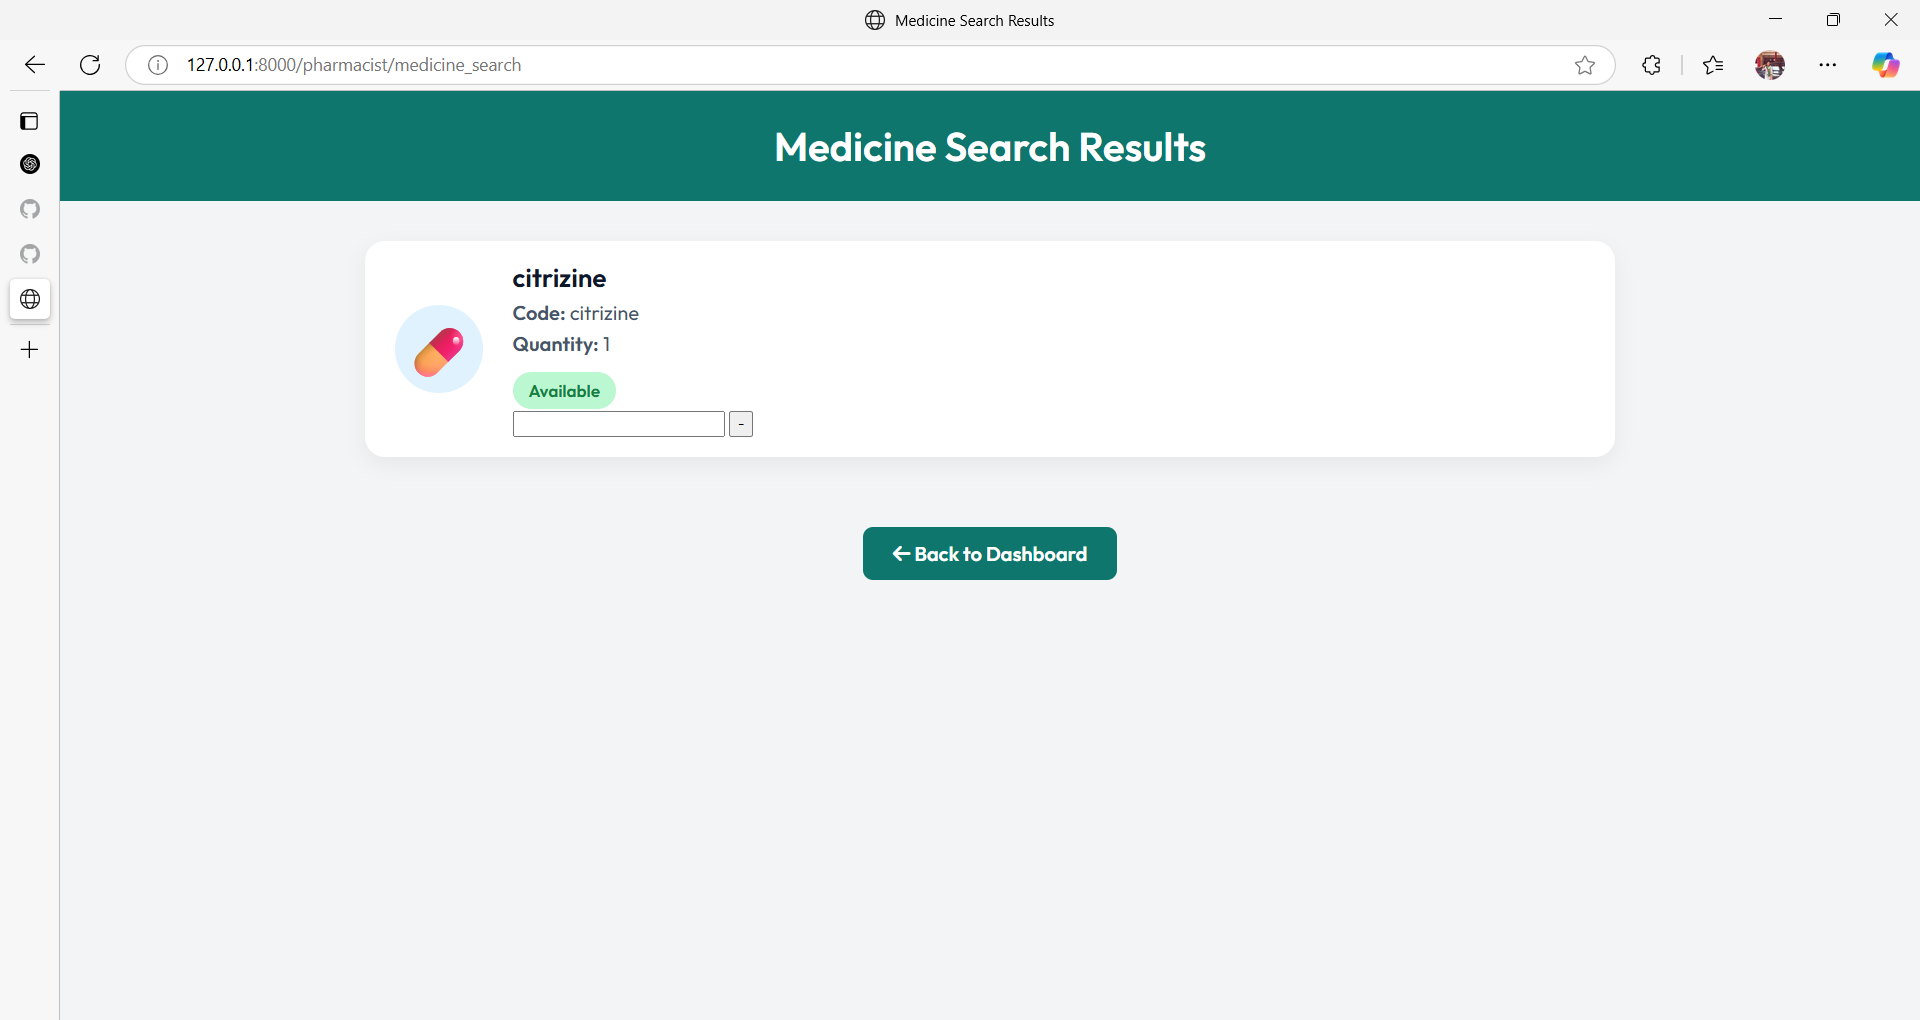 Medicine Search Results
127.0.0.1:8000/pharmacist/medicine_search
Medicine Search Results
citrizine
Code: citrizine
Quantity: 1
Available
-
← Back to Dashboard